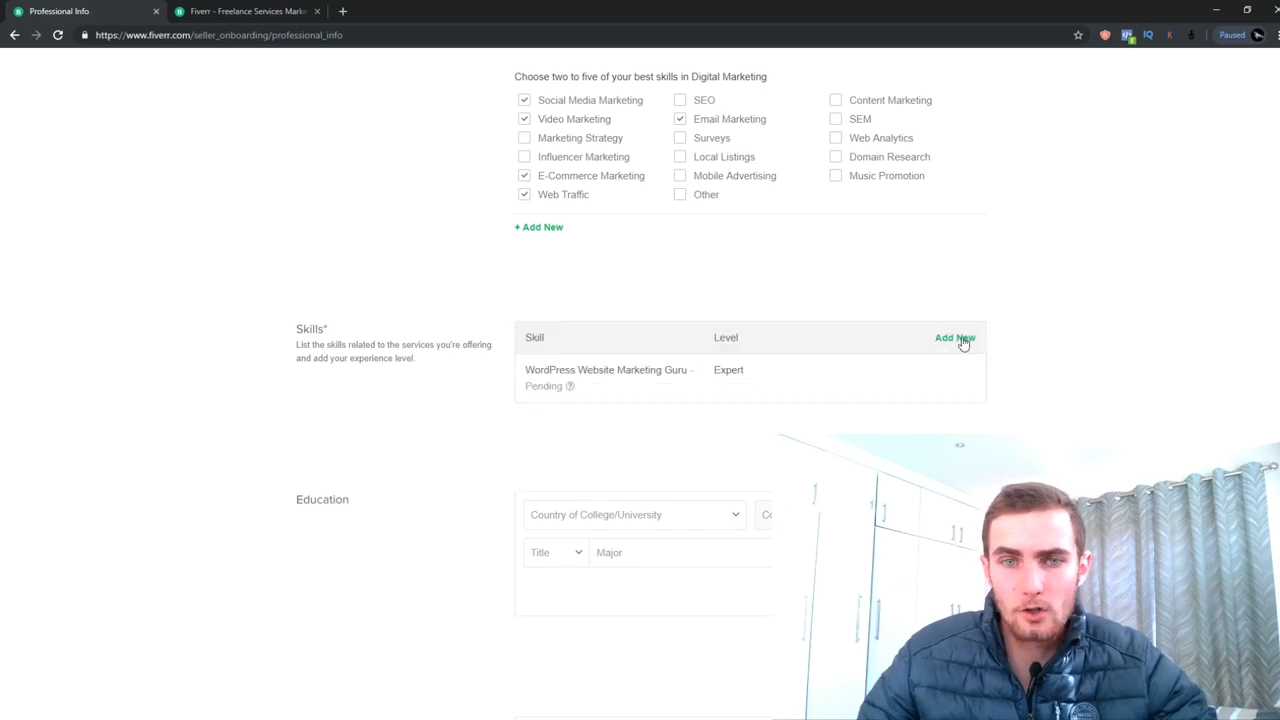 Professional Info
Fiverr - Freelance Services Marke
https://www.fiverr.com/seller_onboarding/professional_info
IQ
K
Paused
Choose two to five of your best skills in Digital Marketing
Social Media Marketing SEO Content Marketing
Video Marketing Email Marketing SEM
Marketing Strategy Surveys Web Analytics
Influencer Marketing Local Listings Domain Research
E-Commerce Marketing Mobile Advertising Music Promotion
Web Traffic Other
+ Add New
Skills*
List the skills related to the services you're offering
and add your experience level.
Skill Level Add New
WordPress Website Marketing Guru - Expert
Pending
Education
Country of College/University Co
Title Major